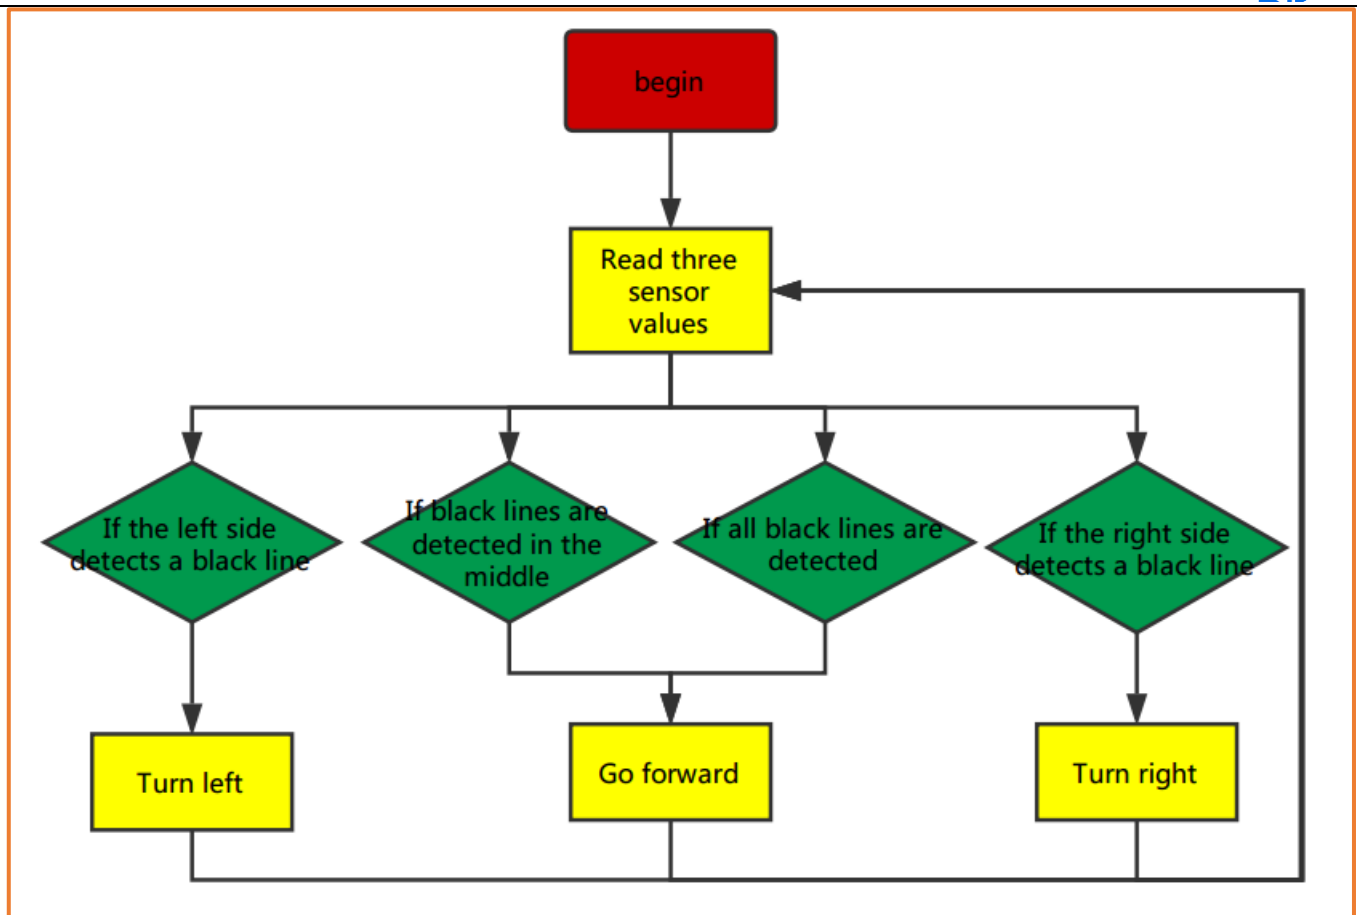 begin
Read three
sensor
values
If the left side
detects a black line
If black lines are
detected in the
middle
If all black lines are
detected
If the right side
detects a black line
Turn left
Go forward
Turn right